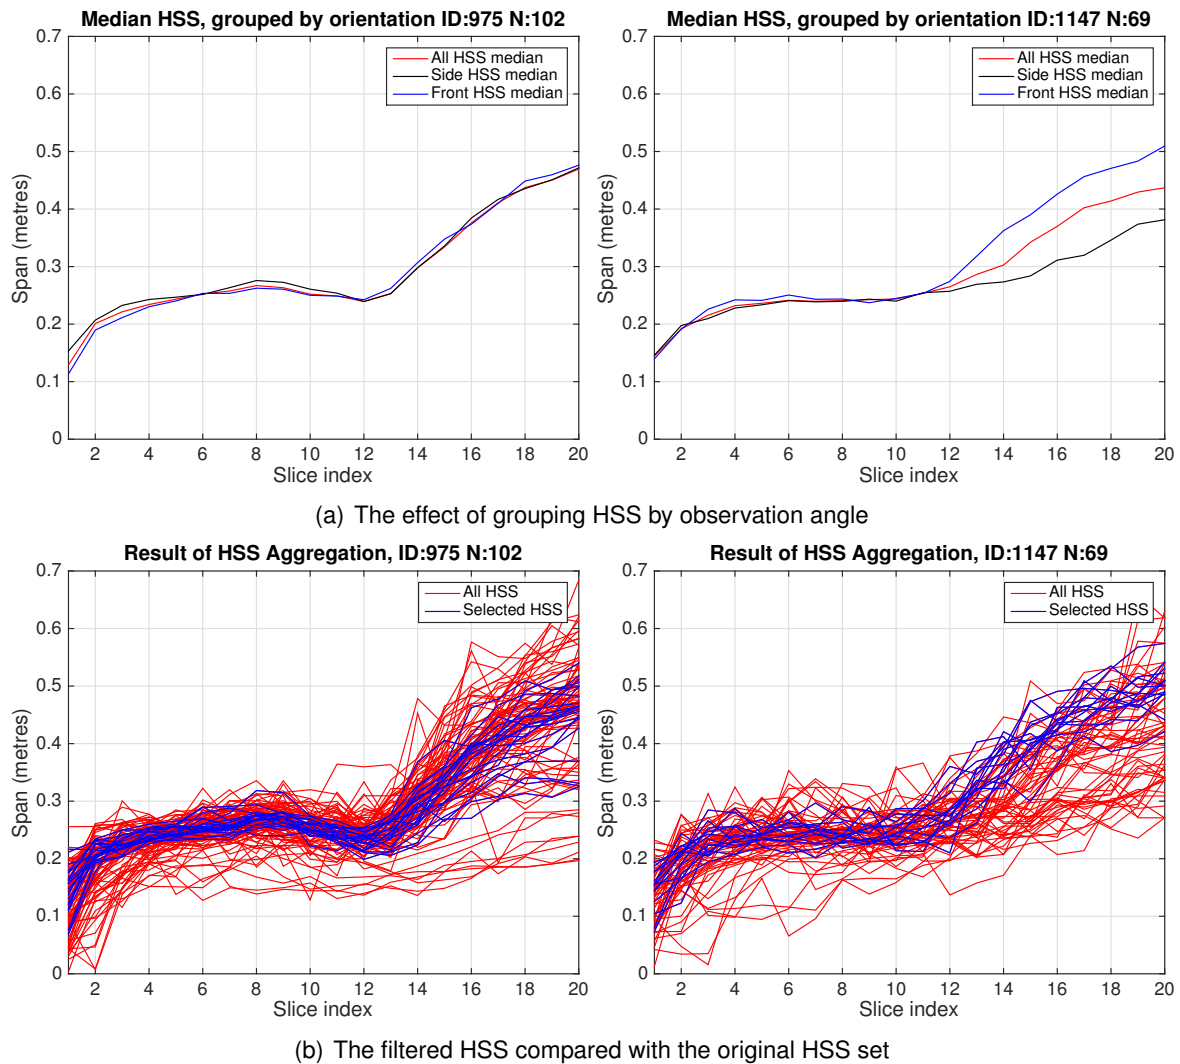 Median HSS, grouped by orientation ID:975 N:102
0.7
0.6
0.5
0.4
0.3
0.2
0.1
0
Span (metres)
All HSS median
Side HSS median
Front HSS median
2 4 6 8 10 12 14 16 18 20
Slice index
Median HSS, grouped by orientation ID:1147 N:69
0.7
0.6
0.5
0.4
0.3
0.2
0.1
0
Span (metres)
All HSS median
Side HSS median
Front HSS median
2 4 6 8 10 12 14 16 18 20
Slice index
(a) The effect of grouping HSS by observation angle
Result of HSS Aggregation, ID:975 N:102
0.7
0.6
0.5
0.4
0.3
0.2
0.1
0
Span (metres)
All HSS
Selected HSS
2 4 6 8 10 12 14 16 18 20
Slice index
Result of HSS Aggregation, ID:1147 N:69
0.7
0.6
0.5
0.4
0.3
0.2
0.1
0
Span (metres)
All HSS
Selected HSS
2 4 6 8 10 12 14 16 18 20
Slice index
(b) The filtered HSS compared with the original HSS set